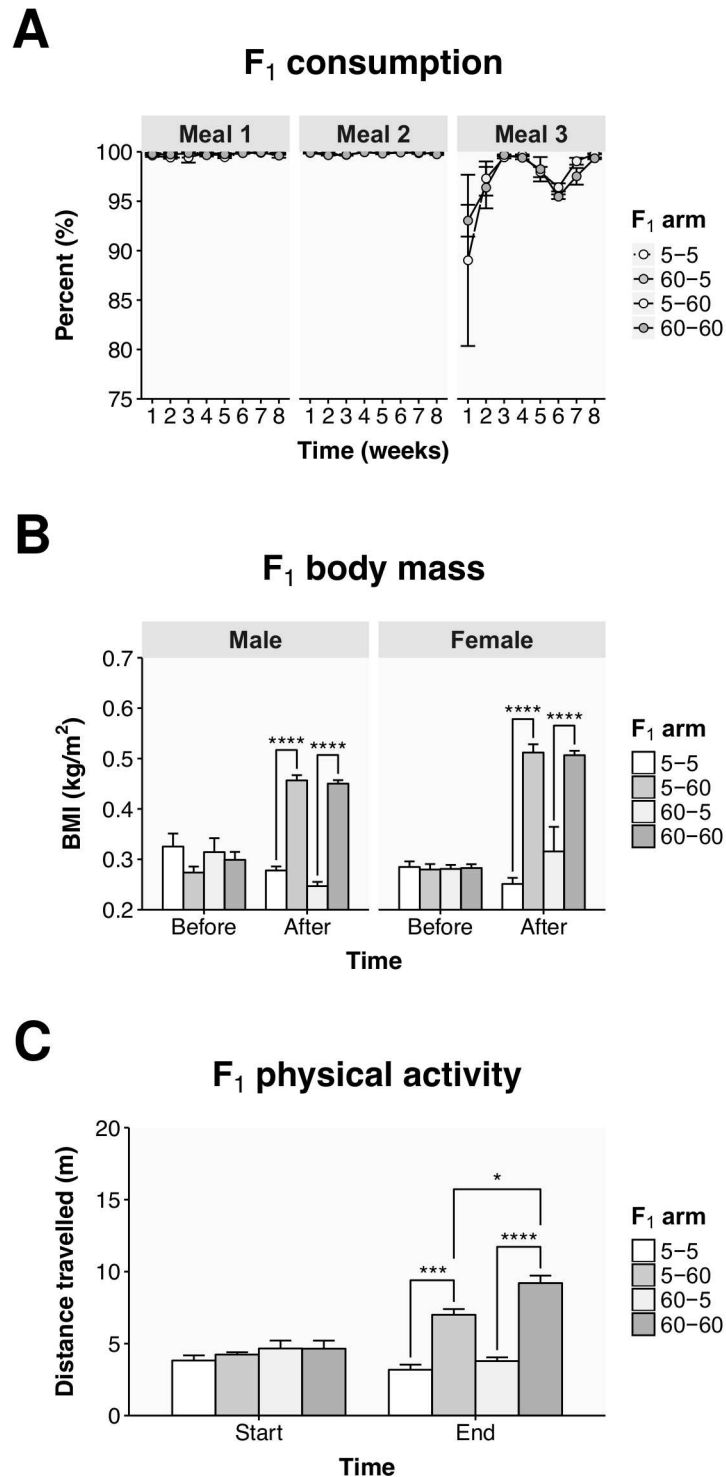 A
F₁ consumption
Meal 1 Meal 2 Meal 3
Percent (%)
100
95
90
85
80
75
1 2 3 4 5 6 7 8 1 2 3 4 5 6 7 8 1 2 3 4 5 6 7 8
Time (weeks)
F₁ arm
5−5
60−5
5−60
60−60
B
F₁ body mass
Male Female
BMI (kg/m²)
0.7
0.6
0.5
0.4
0.3
0.2
**** **** **** ****
Before After Before After
Time
F₁ arm
5−5
5−60
60−5
60−60
C
F₁ physical activity
Distance travelled (m)
20
15
10
5
0
*
*** ****
Start End
Time
F₁ arm
5−5
5−60
60−5
60−60